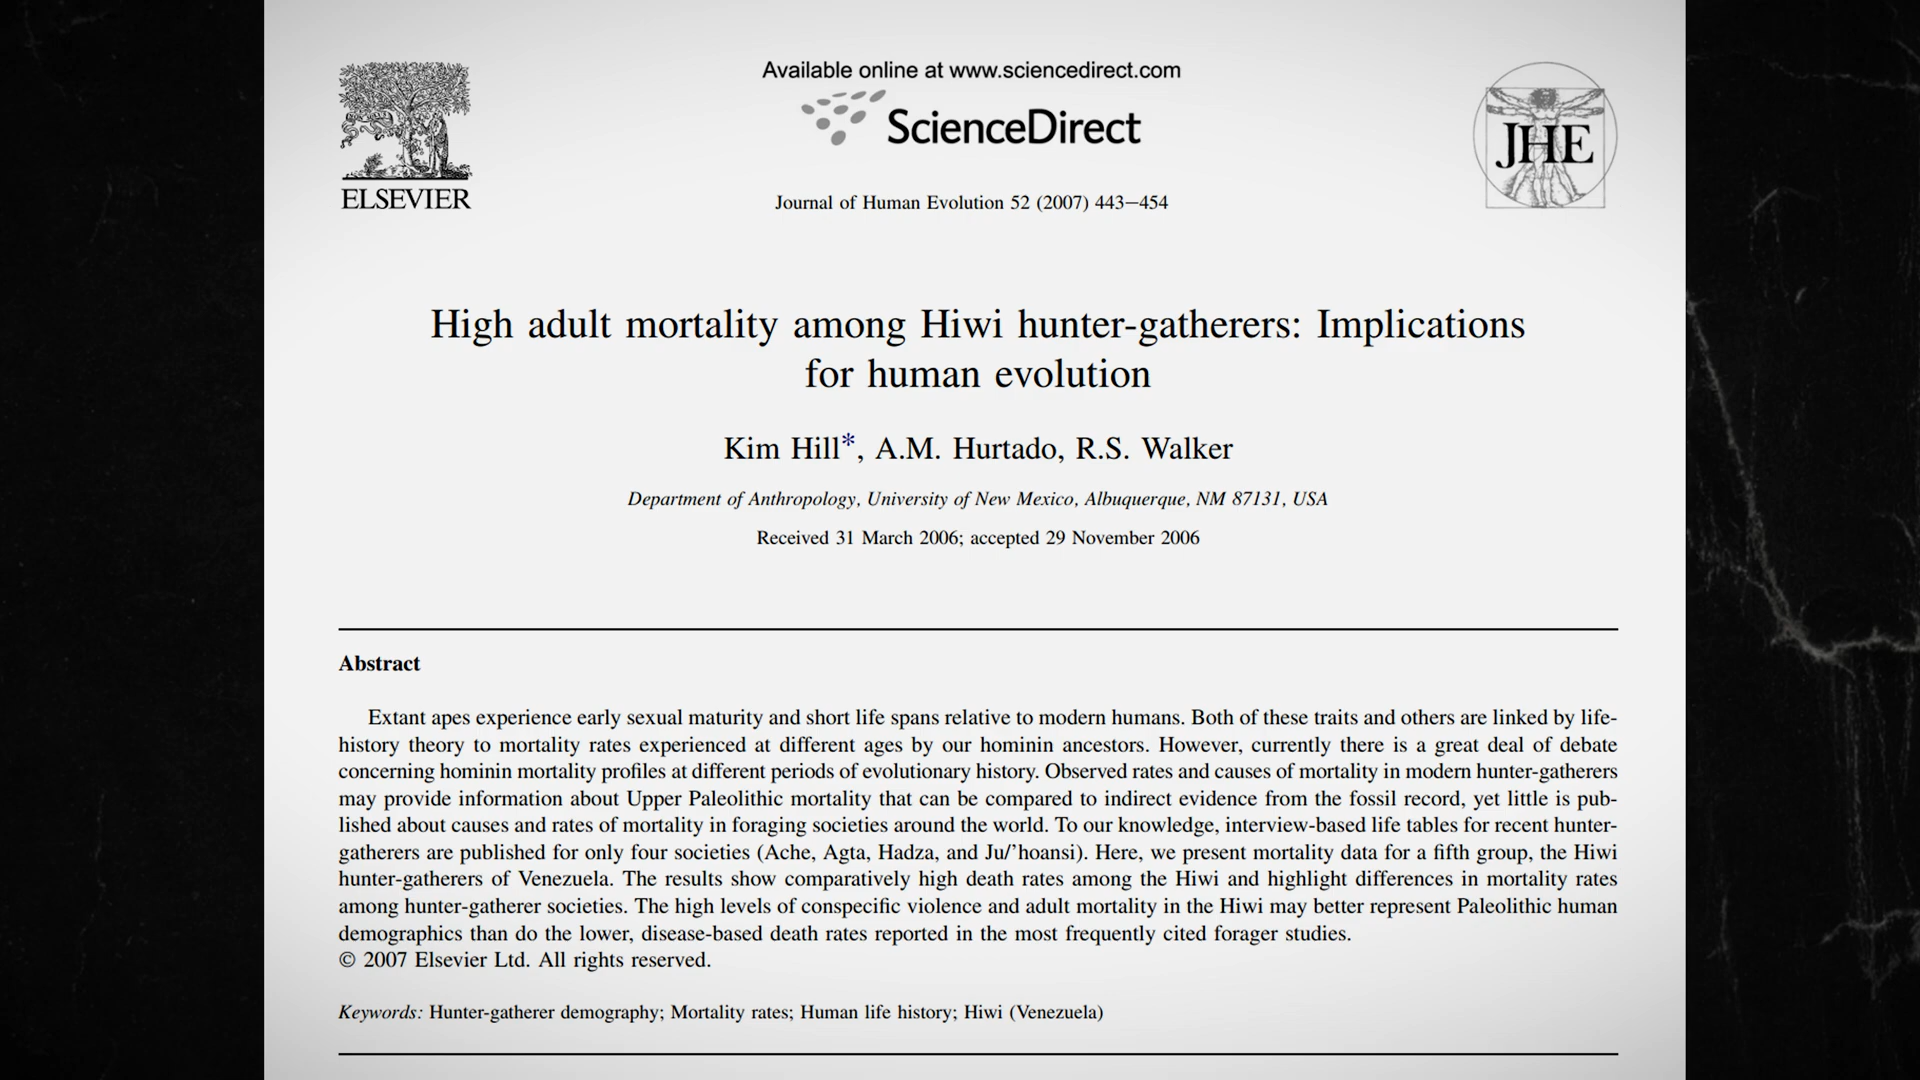 Available online at www.sciencedirect.com
ScienceDirect
ELSEVIER
JHE
Journal of Human Evolution 52 (2007) 443–454
High adult mortality among Hiwi hunter-gatherers: Implications
for human evolution
Kim Hill*, A.M. Hurtado, R.S. Walker
Department of Anthropology, University of New Mexico, Albuquerque, NM 87131, USA
Received 31 March 2006; accepted 29 November 2006
Abstract
Extant apes experience early sexual maturity and short life spans relative to modern humans. Both of these traits and others are linked by life-
history theory to mortality rates experienced at different ages by our hominin ancestors. However, currently there is a great deal of debate
concerning hominin mortality profiles at different periods of evolutionary history. Observed rates and causes of mortality in modern hunter-gatherers
may provide information about Upper Paleolithic mortality that can be compared to indirect evidence from the fossil record, yet little is pub-
lished about causes and rates of mortality in foraging societies around the world. To our knowledge, interview-based life tables for recent hunter-
gatherers are published for only four societies (Ache, Agta, Hadza, and Ju/’hoansi). Here, we present mortality data for a fifth group, the Hiwi
hunter-gatherers of Venezuela. The results show comparatively high death rates among the Hiwi and highlight differences in mortality rates
among hunter-gatherer societies. The high levels of conspecific violence and adult mortality in the Hiwi may better represent Paleolithic human
demographics than do the lower, disease-based death rates reported in the most frequently cited forager studies.
© 2007 Elsevier Ltd. All rights reserved.
Keywords: Hunter-gatherer demography; Mortality rates; Human life history; Hiwi (Venezuela)